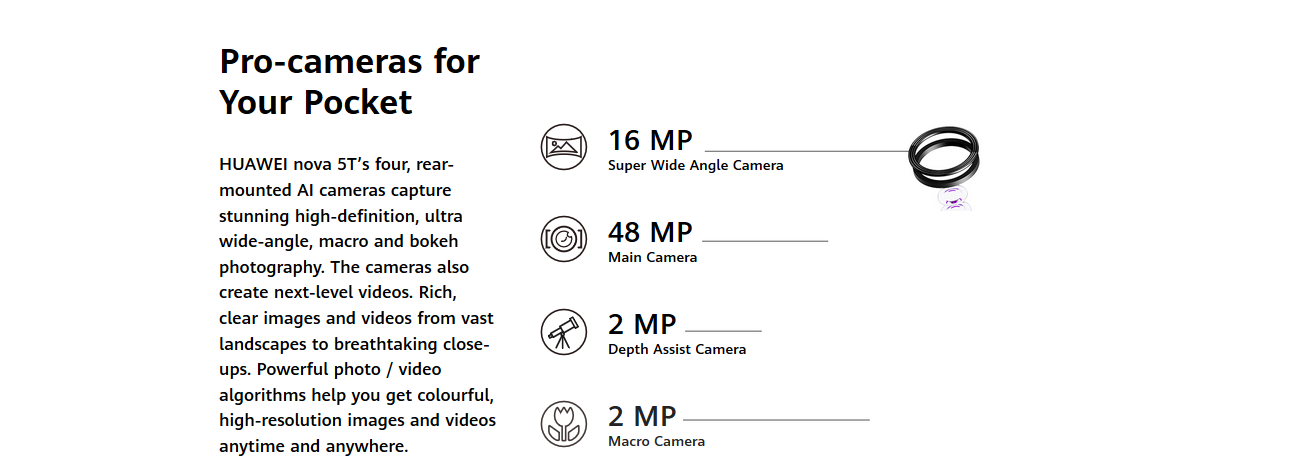 Pro-cameras for
Your Pocket
HUAWEI nova 5T’s four, rear-
mounted AI cameras capture
stunning high-definition, ultra
wide-angle, macro and bokeh
photography. The cameras also
create next-level videos. Rich,
clear images and videos from vast
landscapes to breathtaking close-
ups. Powerful photo / video
algorithms help you get colourful,
high-resolution images and videos
anytime and anywhere.
16 MP
Super Wide Angle Camera
48 MP
Main Camera
2 MP
Depth Assist Camera
2 MP
Macro Camera